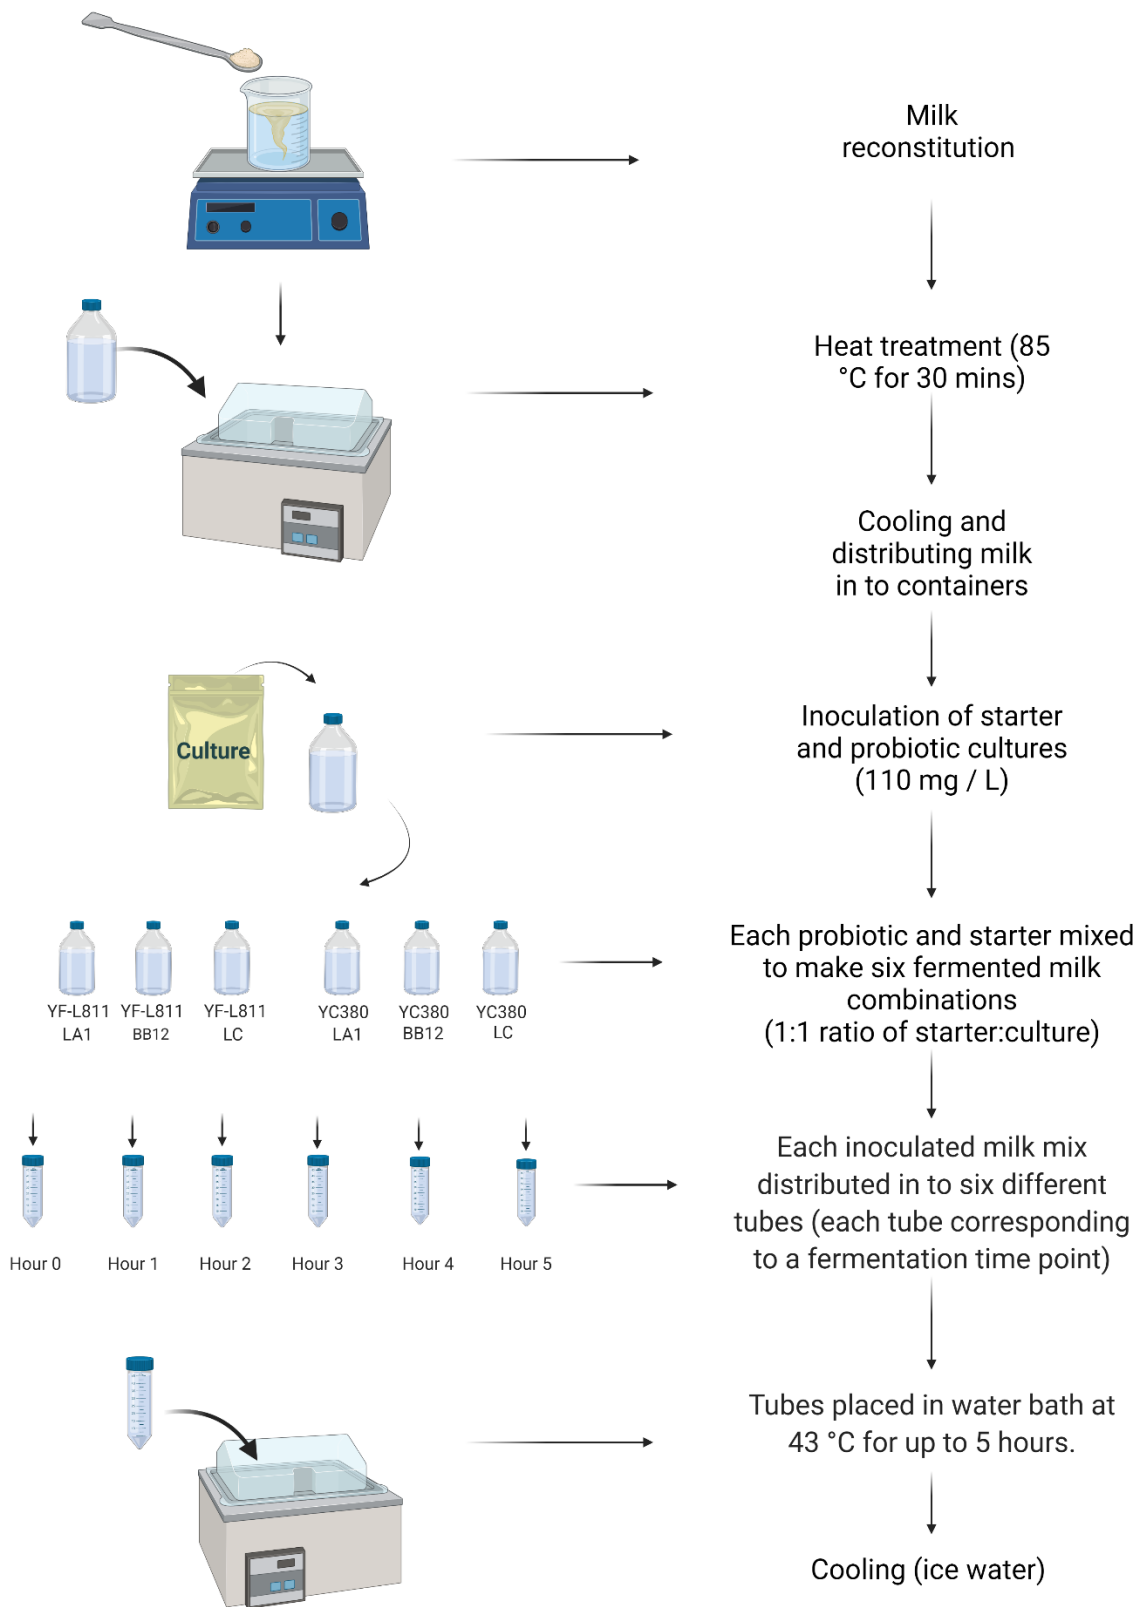 Milk
reconstitution
Heat treatment (85
°C for 30 mins)
Cooling and
distributing milk
in to containers
Culture
Inoculation of starter
and probiotic cultures
(110 mg / L)
YF-L811
LA1
YF-L811
BB12
YF-L811
LC
YC380
LA1
YC380
BB12
YC380
LC
Each probiotic and starter mixed
to make six fermented milk
combinations
(1:1 ratio of starter:culture)
Hour 0
Hour 1
Hour 2
Hour 3
Hour 4
Hour 5
Each inoculated milk mix
distributed in to six different
tubes (each tube corresponding
to a fermentation time point)
Tubes placed in water bath at
43 °C for up to 5 hours.
Cooling (ice water)